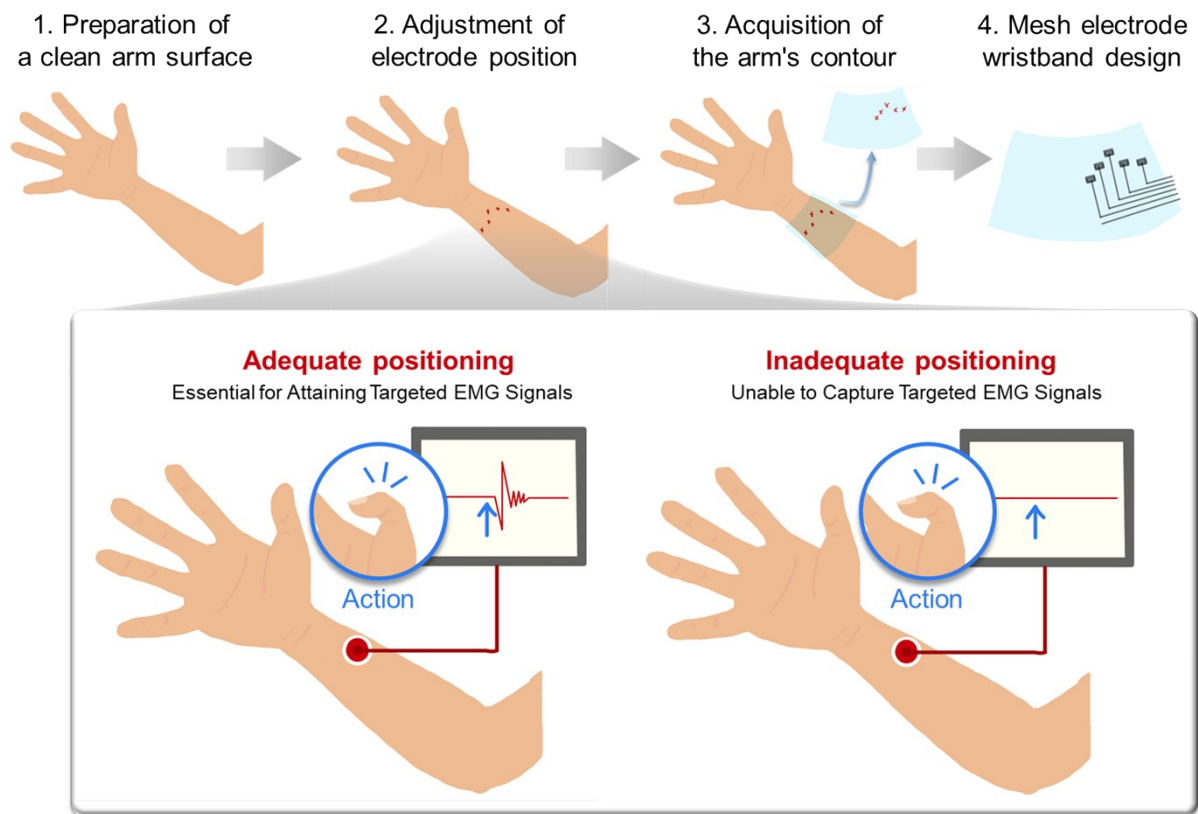 1. Preparation of
a clean arm surface
2. Adjustment of
electrode position
3. Acquisition of
the arm's contour
4. Mesh electrode
wristband design
Adequate positioning
Essential for Attaining Targeted EMG Signals
Action
Inadequate positioning
Unable to Capture Targeted EMG Signals
Action